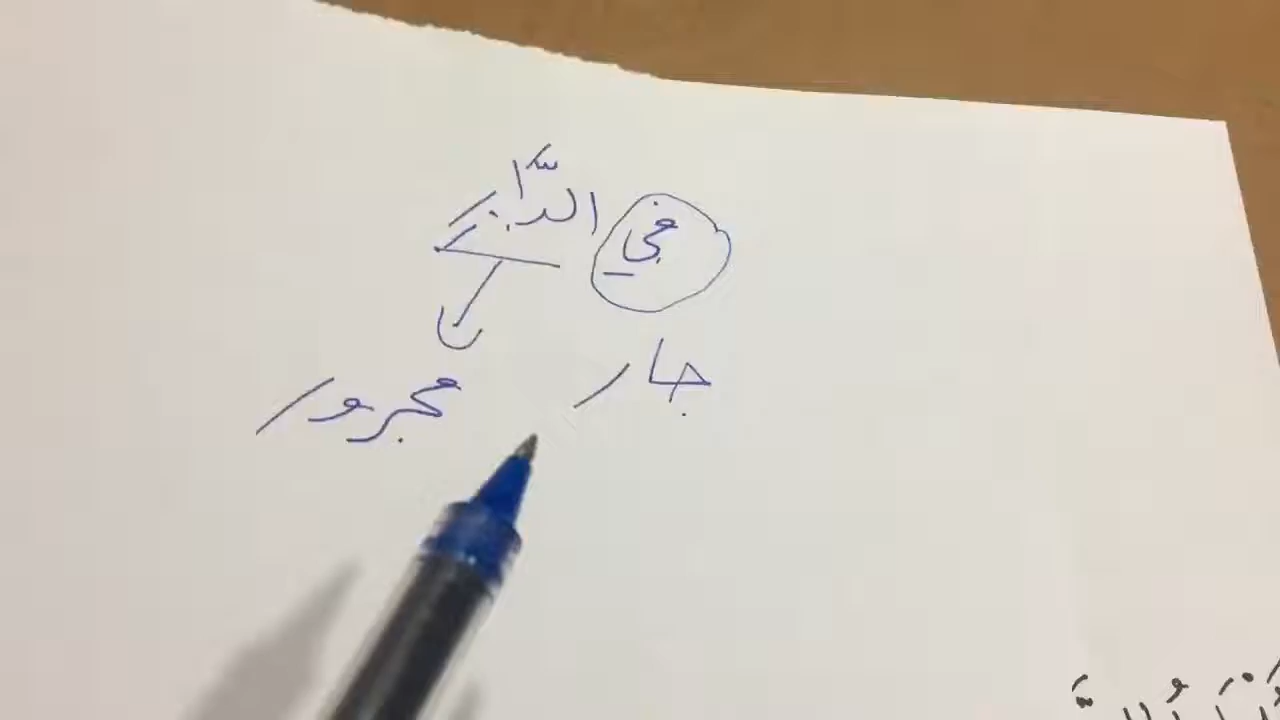 في الدَّارِ
جار مجرور